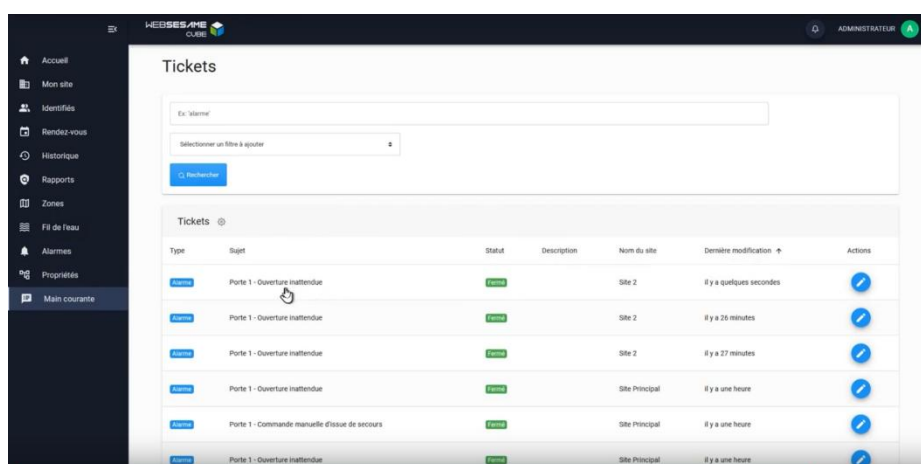 WEBSESAME
CUBE
ADMINISTRATEUR A
Accueil
Mon site
Identifiés
Rendez-vous
Historique
Rapports
Zones
Fil de l'eau
Alarmes
Propriétés
Main courante
Tickets
Ex: 'alarme'
Sélectionner un filtre à ajouter
Rechercher
Tickets
Type Sujet Statut Description Nom du site Dernière modification Actions
Alarme Porte 1 - Ouverture inattendue Fermé Site 2 il y a quelques secondes
Alarme Porte 1 - Ouverture inattendue Fermé Site 2 il y a 26 minutes
Alarme Porte 1 - Ouverture inattendue Fermé Site 2 il y a 27 minutes
Alarme Porte 1 - Ouverture inattendue Fermé Site Principal il y a une heure
Alarme Porte 1 - Commande manuelle d'issue de secours Fermé Site Principal il y a une heure
Alarme Porte 1 - Ouverture inattendue Fermé Site Principal il y a une heure